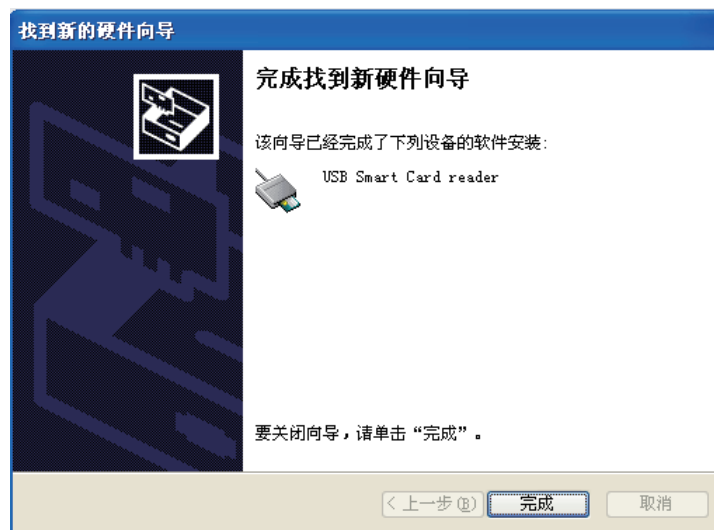 找到新的硬件向导
完成找到新硬件向导
该向导已经完成了下列设备的软件安装:
USB Smart Card reader
要关闭向导，请单击“完成”。
< 上一步(B) 完成 取消